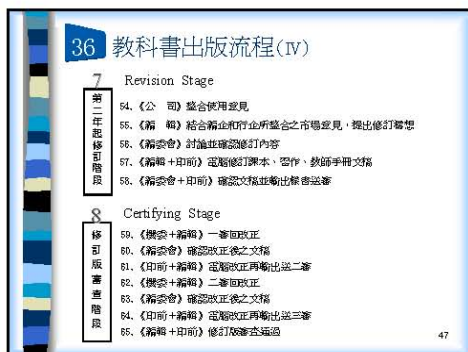 36 教科書出版流程(IV)
7 Revision Stage
第二年起修訂階段
54.《公　司》整合使用意見
55.《編　輯》結合編企和行企所整合之市場意見，提出修訂構想
56.《編委會》討論並確認修訂內容
57.《編輯+印前》電腦修訂課本、習作、教師手冊文稿
58.《編委會+印前》確認文稿並輸出樣書送審
8 Certifying Stage
修訂版審查階段
59.《機委+編輯》一審回改正
60.《編委會》確認改正後之文稿
61.《印前+編輯》電腦改正再輸出送二審
62.《機委+編輯》二審回改正
63.《編委會》確認改正後之文稿
64.《印前+編輯》電腦改正再輸出送三審
65.《編輯+印前》修訂版審查通過
47